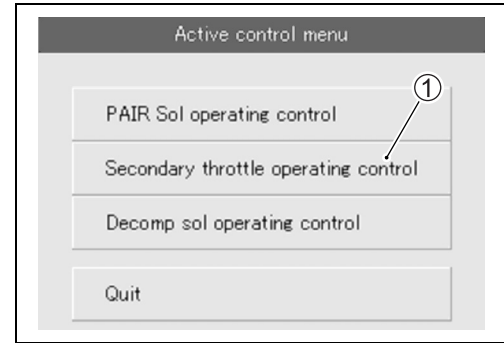 Active control menu
1
PAIR Sol operating control
Secondary throttle operating control
Decomp sol operating control
Quit